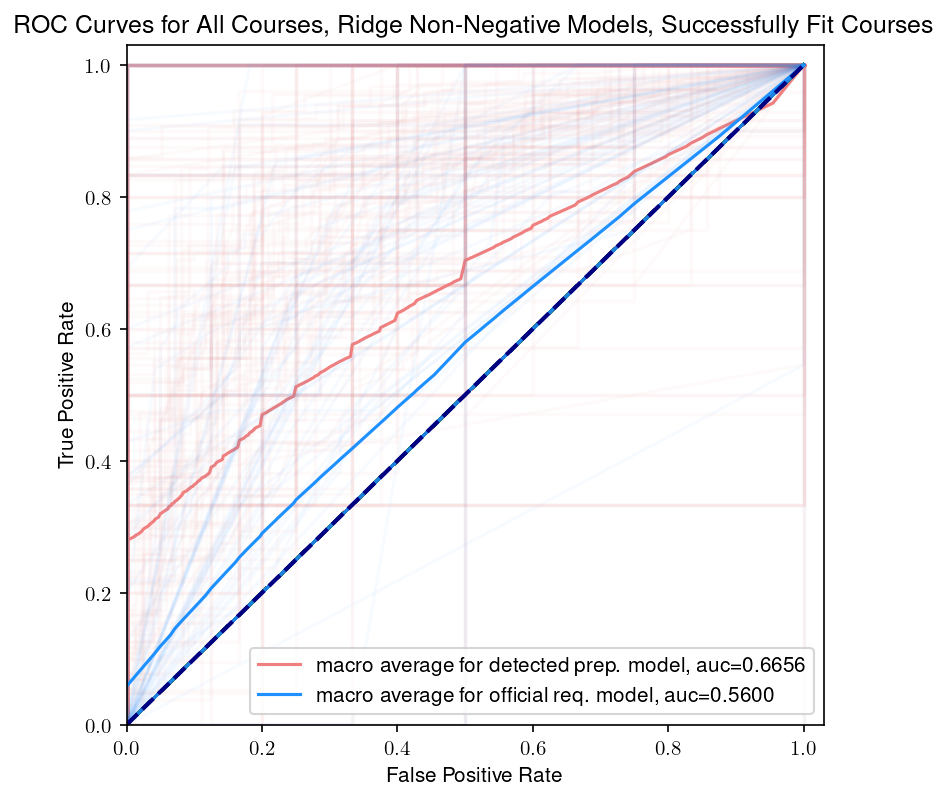 ROC Curves for All Courses, Ridge Non-Negative Models, Successfully Fit Courses
1.0
0.8
0.6
0.4
0.2
0.0
True Positive Rate
macro average for detected prep. model, auc=0.6656
macro average for official req. model, auc=0.5600
0.0 0.2 0.4 0.6 0.8 1.0
False Positive Rate